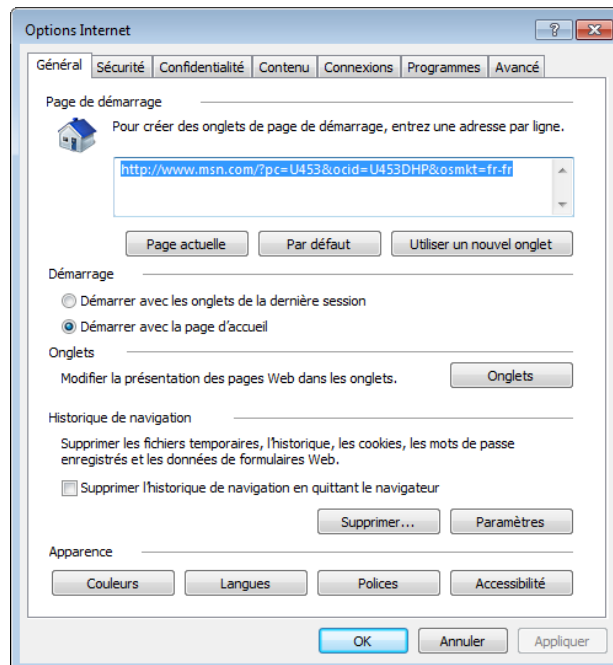 Options Internet
Général Sécurité Confidentialité Contenu Connexions Programmes Avancé
Page de démarrage
Pour créer des onglets de page de démarrage, entrez une adresse par ligne.
http://www.msn.com/?pc=U453&ocid=U453DHP&osmkt=fr-fr
Page actuelle Par défaut Utiliser un nouvel onglet
Démarrage
Démarrer avec les onglets de la dernière session
Démarrer avec la page d'accueil
Onglets
Modifier la présentation des pages Web dans les onglets. Onglets
Historique de navigation
Supprimer les fichiers temporaires, l'historique, les cookies, les mots de passe
enregistrés et les données de formulaires Web.
Supprimer l'historique de navigation en quittant le navigateur
Supprimer... Paramètres
Apparence
Couleurs Langues Polices Accessibilité
OK Annuler Appliquer